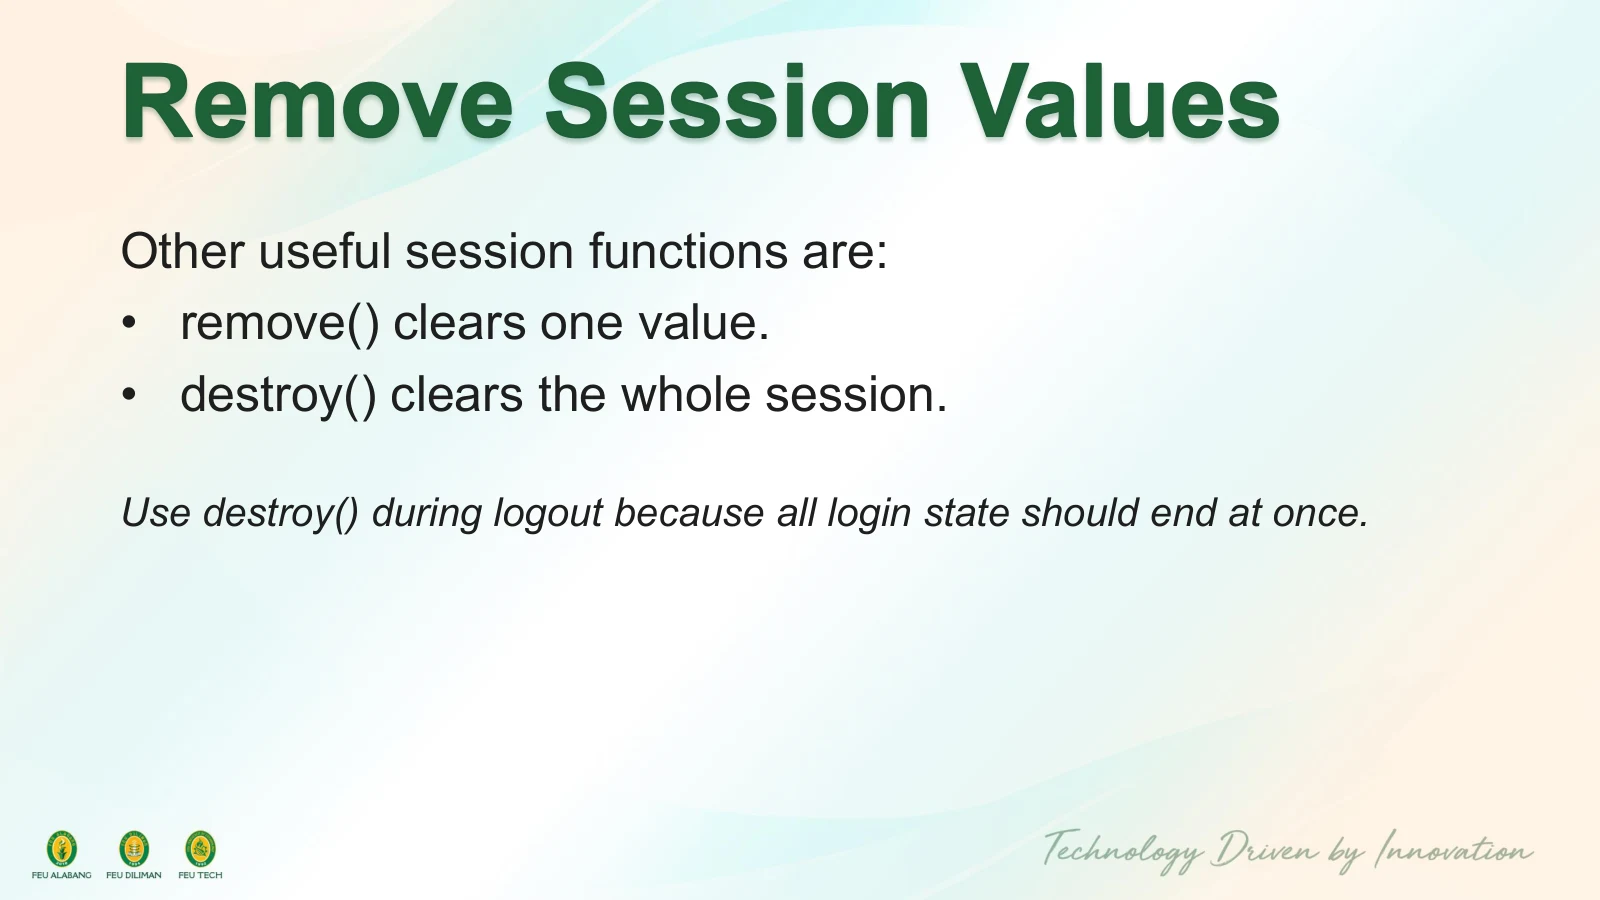 Remove Session Values
Other useful session functions are:
• remove() clears one value.
• destroy() clears the whole session.
Use destroy() during logout because all login state should end at once.
FEU ALABANG FEU DILIMAN FEU TECH
Technology Driven by Innovation